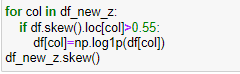 for col in df_new_z:
    if df.skew().loc[col]>0.55:
        df[col]=np.log1p(df[col])
df_new_z.skew()